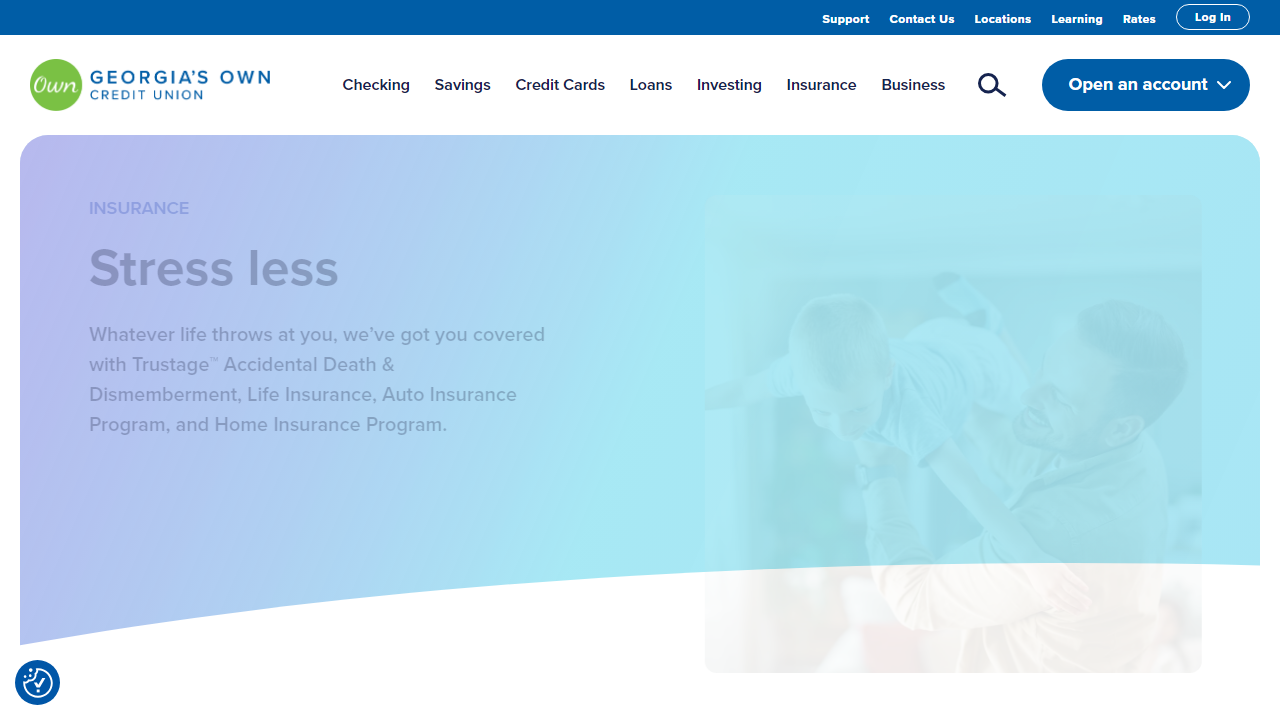 Support Contact Us Locations Learning Rates Log In
Own GEORGIA'S OWN
CREDIT UNION
Checking Savings Credit Cards Loans Investing Insurance Business Open an account
INSURANCE
Stress less
Whatever life throws at you, we’ve got you covered
with Trustage™ Accidental Death &
Dismemberment, Life Insurance, Auto Insurance
Program, and Home Insurance Program.